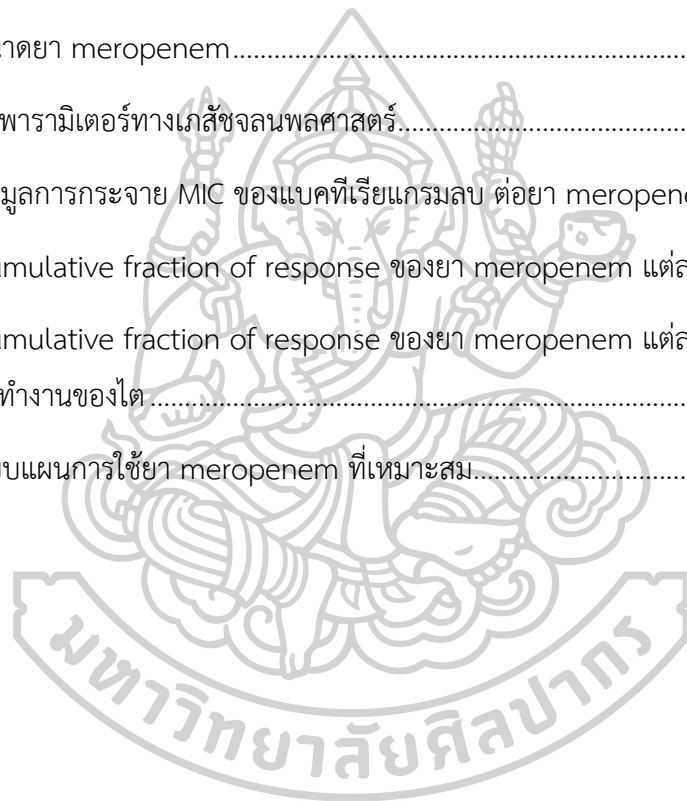 นาดยา meropenem................................................................
พารามิเตอร์ทางเภสัชจลนพลศาสตร์................................................
มูลการกระจาย MIC ของแบคทีเรียแกรมลบ ต่อยา meropene
umulative fraction of response ของยา meropenem แต่ล
umulative fraction of response ของยา meropenem แต่ล
ทำงานของไต................................................................................
บแผนการใช้ยา meropenem ที่เหมาะสม......................................
มหาวิทยาลัยศิลปากร